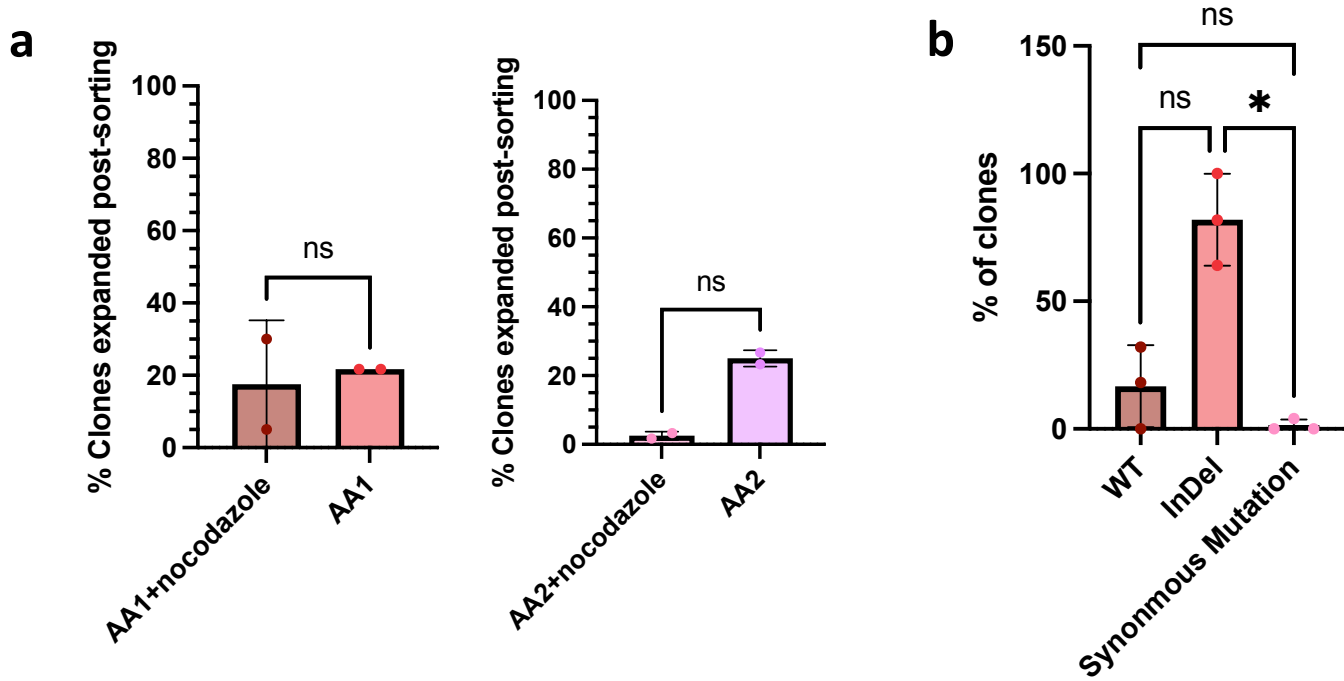 a
% Clones expanded post-sorting
100
80
60
40
20
0
ns
AA1+nocodazole
AA1
% Clones expanded post-sorting
100
80
60
40
20
0
ns
AA2+nocodazole
AA2
b
% of clones
150
100
50
0
ns
ns
*
WT
InDel
Synonmous Mutation